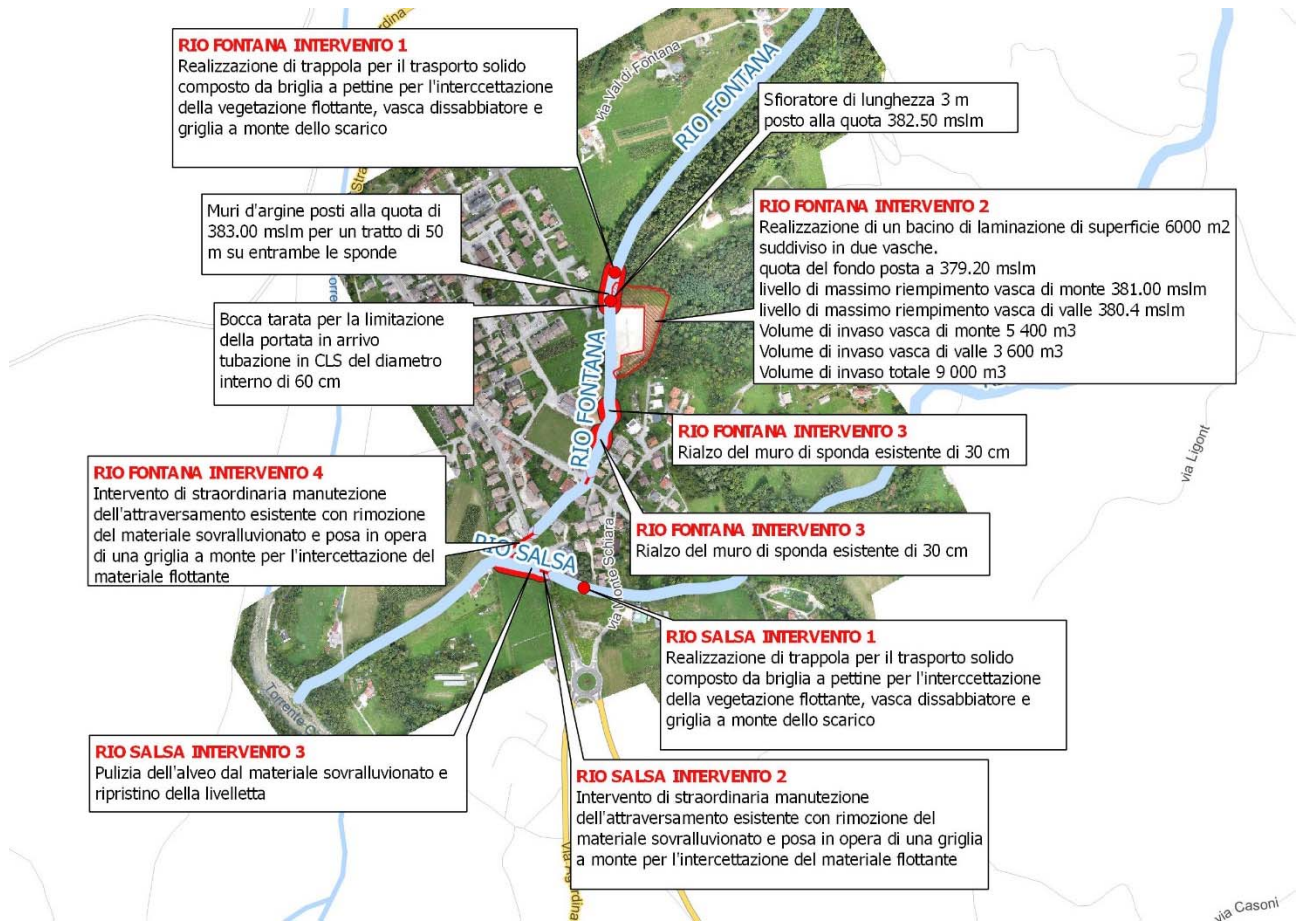 RIO FONTANA INTERVENTO 1
Realizzazione di trappola per il trasporto solido
composto da briglia a pettine per l'interccettazione
della vegetazione flottante, vasca dissabbiatore e
griglia a monte dello scarico
via Val di Fontana
RIO FONTANA
Sfioratore di lunghezza 3 m
posto alla quota 382.50 mslm
Muri d'argine posti alla quota di
383.00 mslm per un tratto di 50
m su entrambe le sponde
RIO FONTANA INTERVENTO 2
Realizzazione di un bacino di laminazione di superficie 6000 m2
suddiviso in due vasche.
quota del fondo posta a 379.20 mslm
livello di massimo riempimento vasca di monte 381.00 mslm
livello di massimo riempimento vasca di valle 380.4 mslm
Volume di invaso vasca di monte 5 400 m3
Volume di invaso vasca di valle 3 600 m3
Volume di invaso totale 9 000 m3
Bocca tarata per la limitazione
della portata in arrivo
tubazione in CLS del diametro
interno di 60 cm
RIO FONTANA
RIO FONTANA INTERVENTO 3
Rialzo del muro di sponda esistente di 30 cm
via Ligont
RIO FONTANA INTERVENTO 4
Intervento di straordinaria manutezione
dell'attraversamento esistente con rimozione
del materiale sovralluvionato e posa in opera
di una griglia a monte per l'intercettazione del
materiale flottante
RIO FONTANA INTERVENTO 3
Rialzo del muro di sponda esistente di 30 cm
RIO SALSA
via Monte Schiara
RIO SALSA INTERVENTO 1
Realizzazione di trappola per il trasporto solido
composto da briglia a pettine per l'interccettazione
della vegetazione flottante, vasca dissabbiatore e
griglia a monte dello scarico
Torrente
RIO SALSA INTERVENTO 3
Pulizia dell'alveo dal materiale sovralluvionato e
ripristino della livelletta
RIO SALSA INTERVENTO 2
Intervento di straordinaria manutezione
dell'attraversamento esistente con rimozione del
materiale sovralluvionato e posa in opera di una griglia
a monte per l'intercettazione del materiale flottante
via Casoni